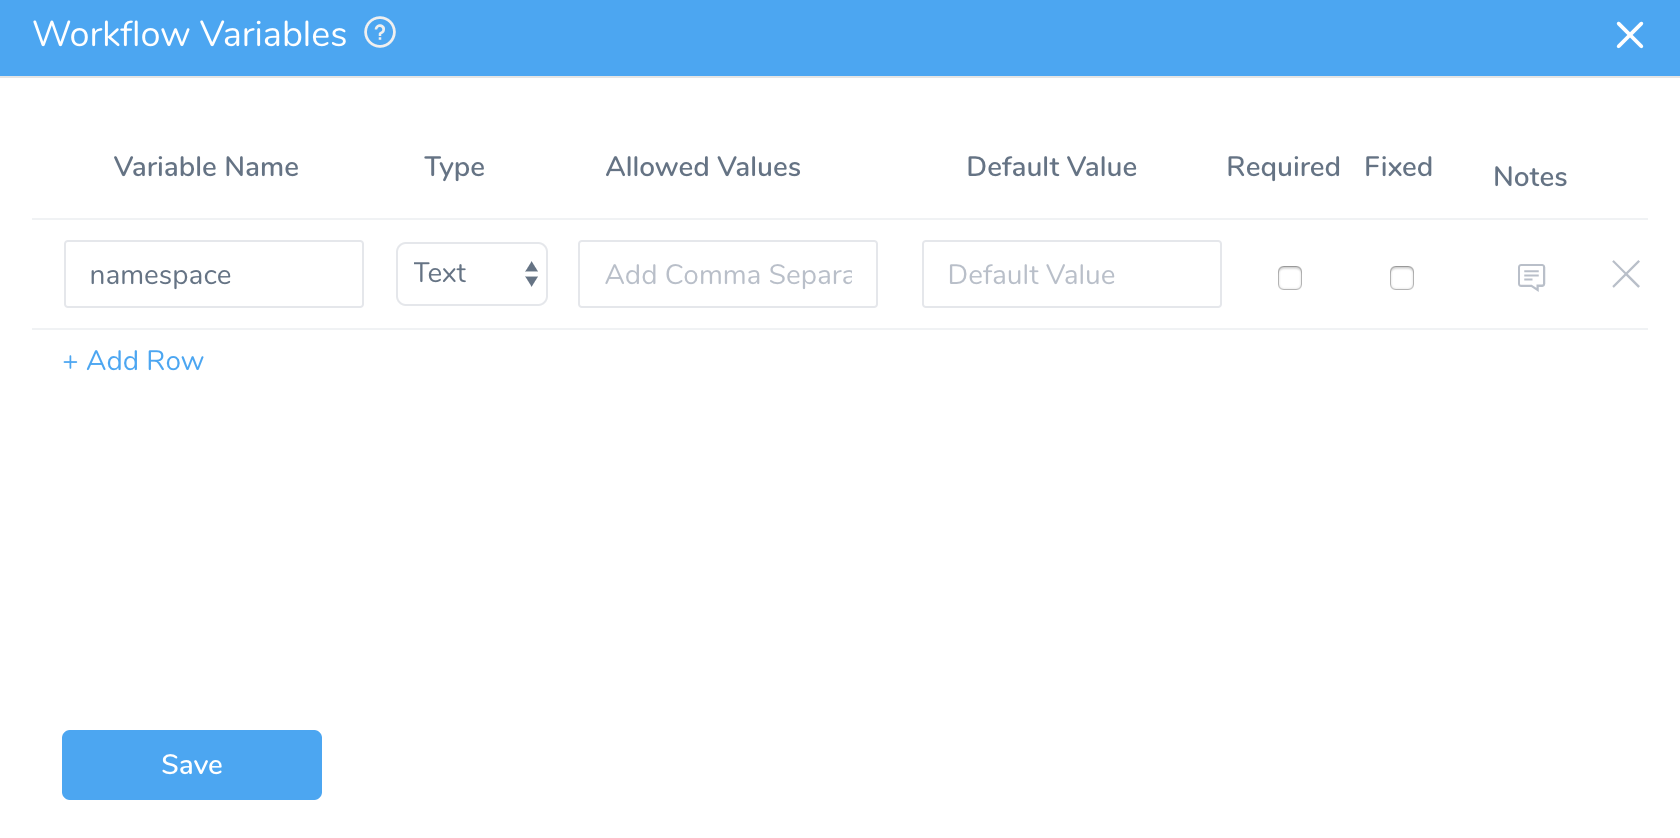 Workflow Variables ?
Variable Name Type Allowed Values Default Value Required Fixed Notes
namespace Text Add Comma Separa Default Value
+ Add Row
Save